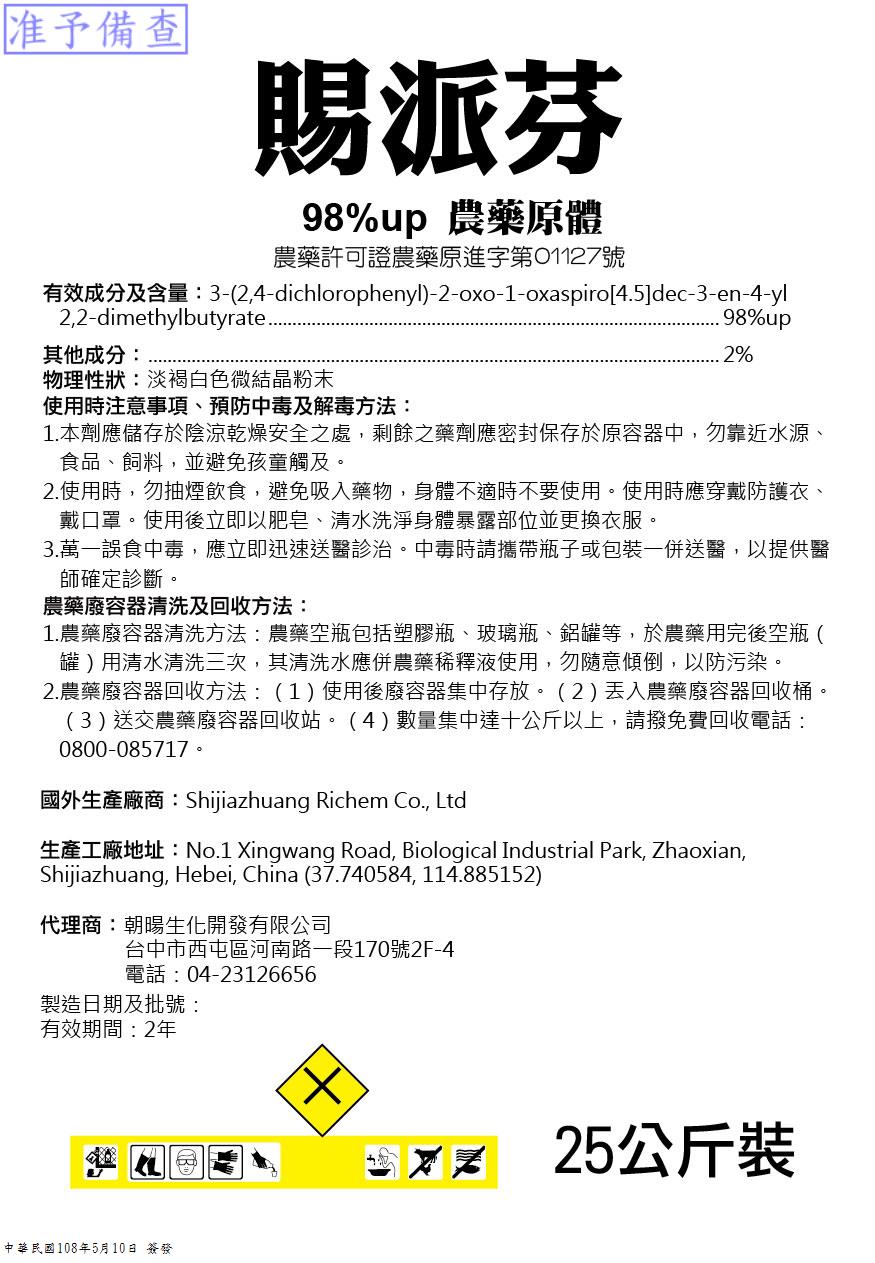 准予備查
賜派芬
98%up 農藥原體
農藥許可證農藥原進字第01127號
有效成分及含量：3-(2,4-dichlorophenyl)-2-oxo-1-oxaspiro[4.5]dec-3-en-4-yl
2,2-dimethylbutyrate............................................................................................... 98%up
其他成分：........................................................................................................................ 2%
物理性狀：淡褐白色微結晶粉末
使用時注意事項、預防中毒及解毒方法：
1.本劑應儲存於陰涼乾燥安全之處，剩餘之藥劑應密封保存於原容器中，勿靠近水源、
食品、飼料，並避免孩童觸及。
2.使用時，勿抽煙飲食，避免吸入藥物，身體不適時不要使用。使用時應穿戴防護衣、
戴口罩。使用後立即以肥皂、清水洗淨身體暴露部位並更換衣服。
3.萬一誤食中毒，應立即迅速送醫診治。中毒時請攜帶瓶子或包裝一併送醫，以提供醫
師確定診斷。
農藥廢容器清洗及回收方法：
1.農藥廢容器清洗方法：農藥空瓶包括塑膠瓶、玻璃瓶、鋁罐等，於農藥用完後空瓶（
罐）用清水清洗三次，其清洗水應併農藥稀釋液使用，勿隨意傾倒，以防污染。
2.農藥廢容器回收方法：（1）使用後廢容器集中存放。（2）丟入農藥廢容器回收桶。
（3）送交農藥廢容器回收站。（4）數量集中達十公斤以上，請撥免費回收電話：
0800-085717。
國外生產廠商：Shijiazhuang Richem Co., Ltd
生產工廠地址：No.1 Xingwang Road, Biological Industrial Park, Zhaoxian,
Shijiazhuang, Hebei, China (37.740584, 114.885152)
代理商：朝暘生化開發有限公司
台中市西屯區河南路一段170號2F-4
電話：04-23126656
製造日期及批號：
有效期間：2年
25公斤裝
中華民國108年5月10日 簽發